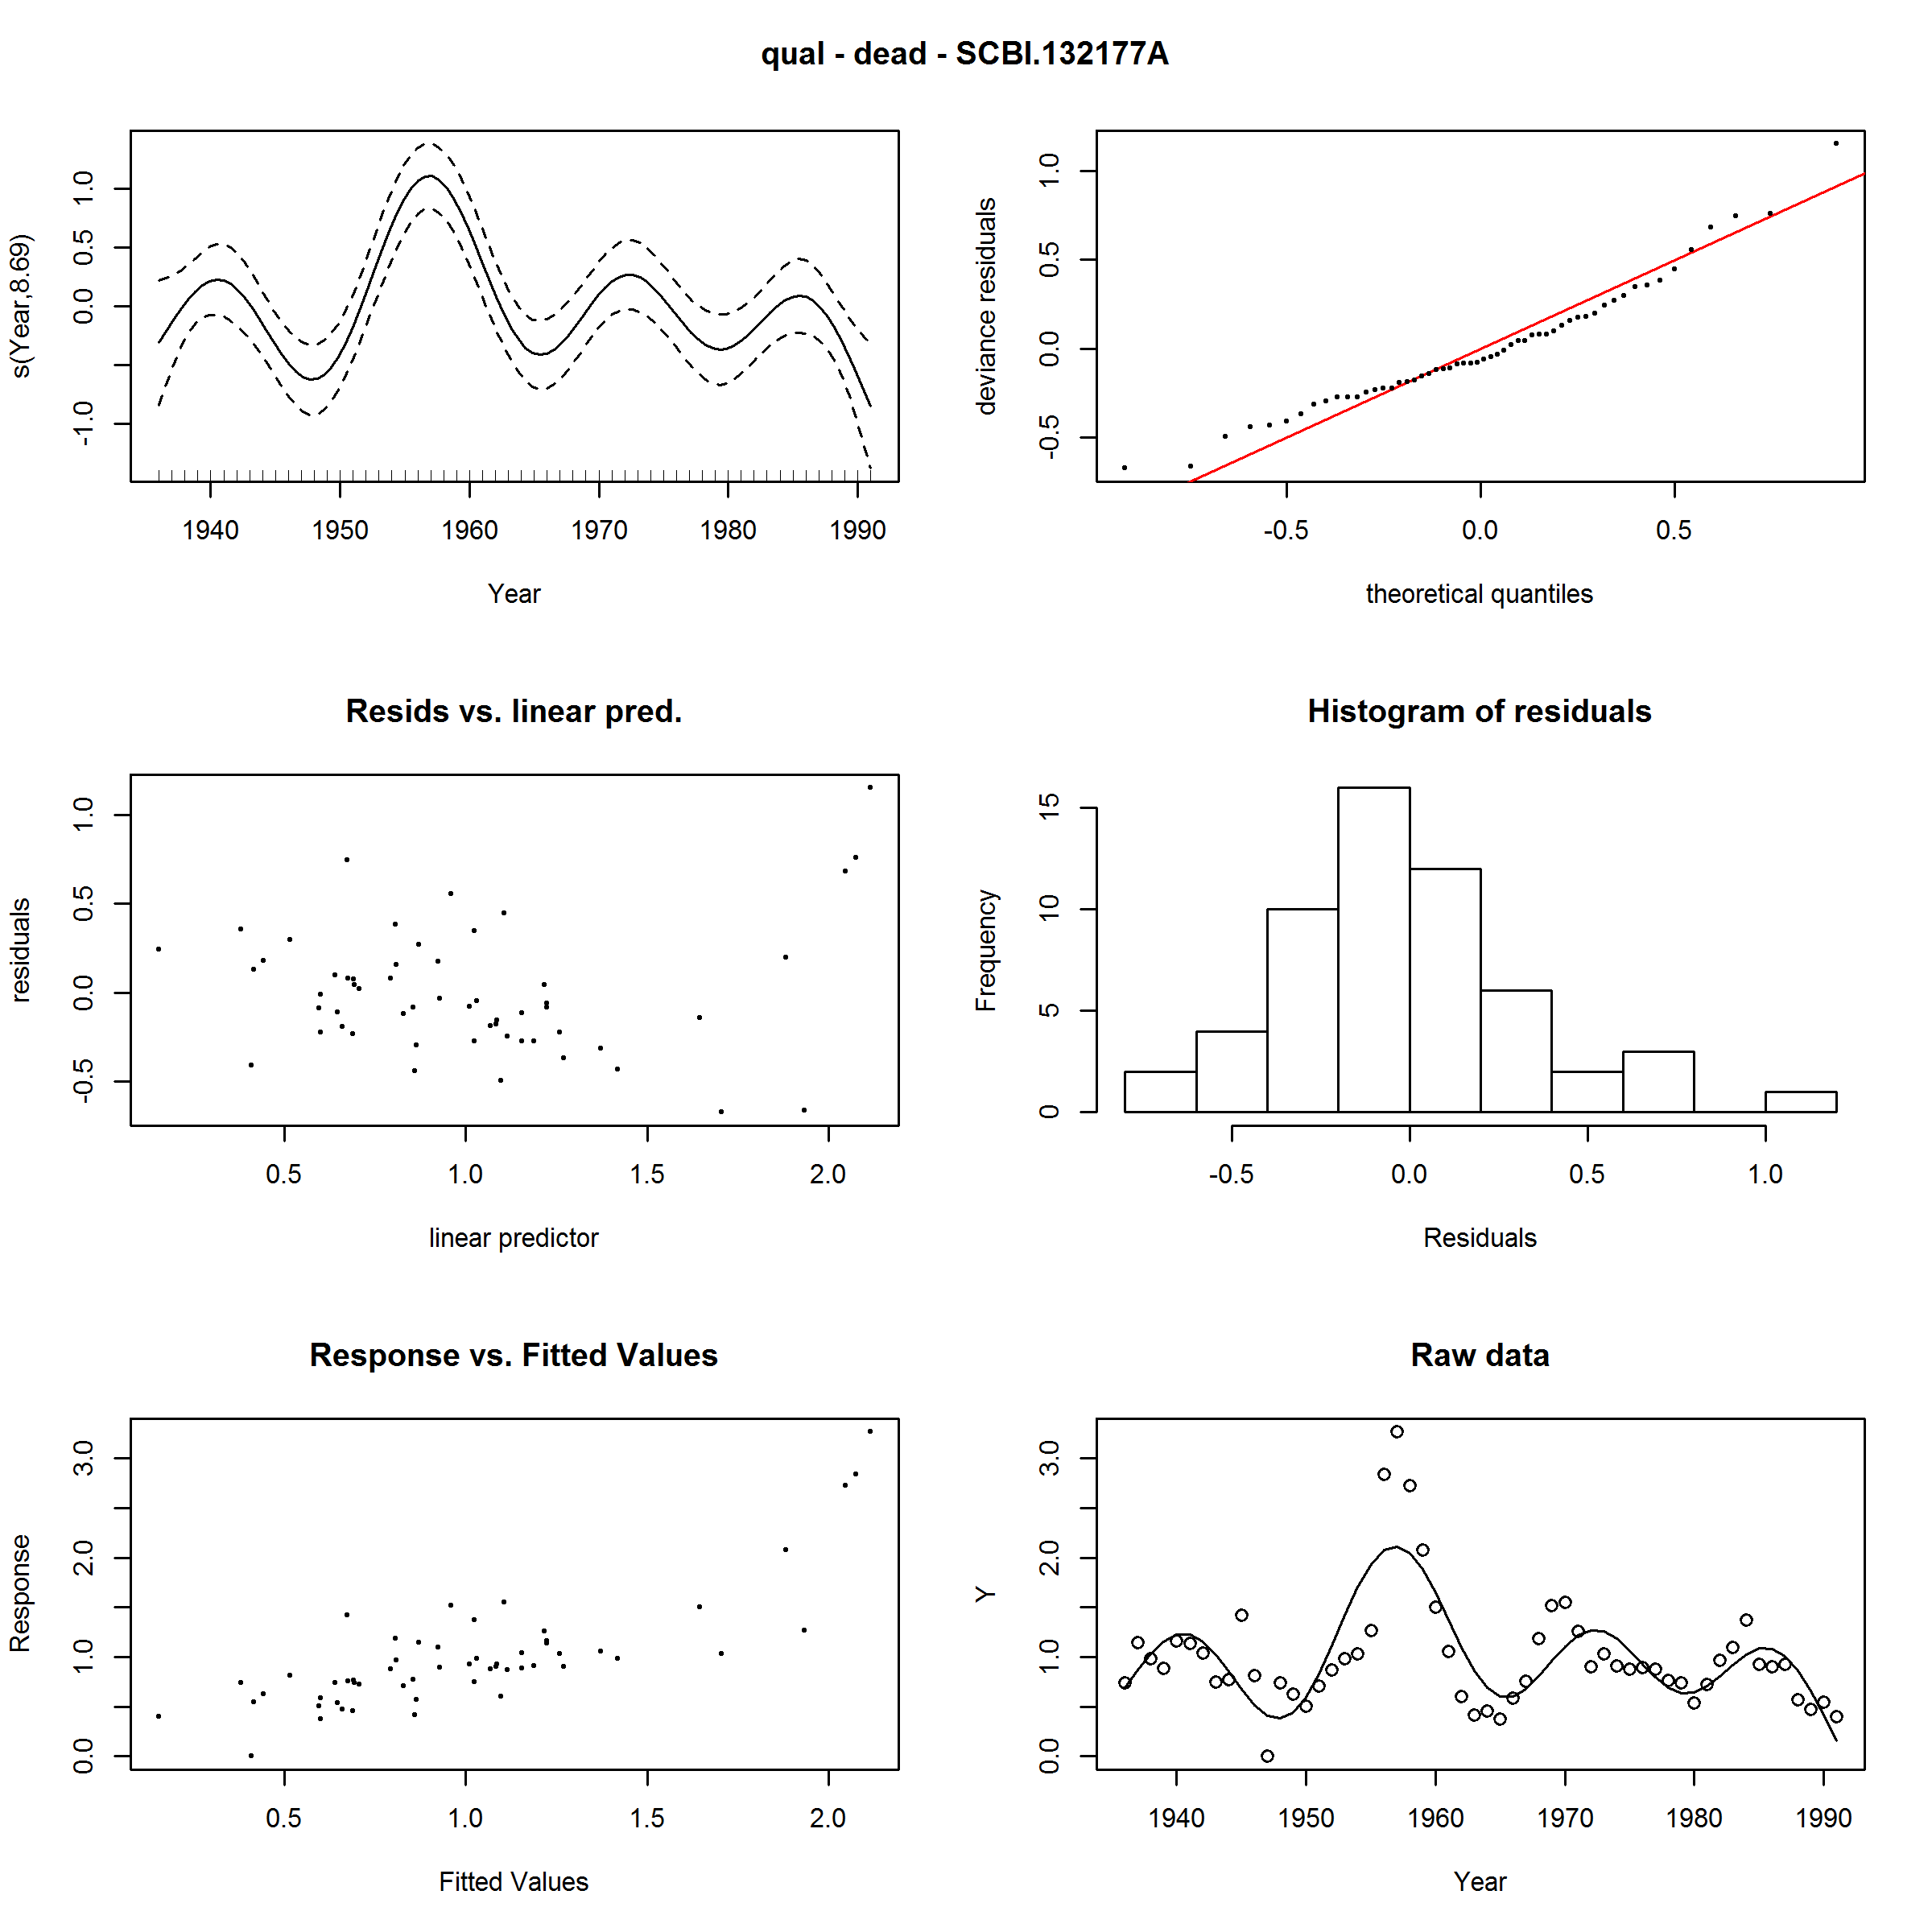 qual - dead - SCBI.132177A
s(Year,8.69)
-1.0 0.0 0.5 1.0
1940 1950 1960 1970 1980 1990
Year
deviance residuals
-0.5 0.0 0.5 1.0
-0.5 0.0 0.5
theoretical quantiles
Resids vs. linear pred.
residuals
-0.5 0.0 0.5 1.0
0.5 1.0 1.5 2.0
linear predictor
Histogram of residuals
Frequency
0 5 10 15
-0.5 0.0 0.5 1.0
Residuals
Response vs. Fitted Values
Response
0.0 1.0 2.0 3.0
0.5 1.0 1.5 2.0
Fitted Values
Raw data
Y
0.0 1.0 2.0 3.0
1940 1950 1960 1970 1980 1990
Year